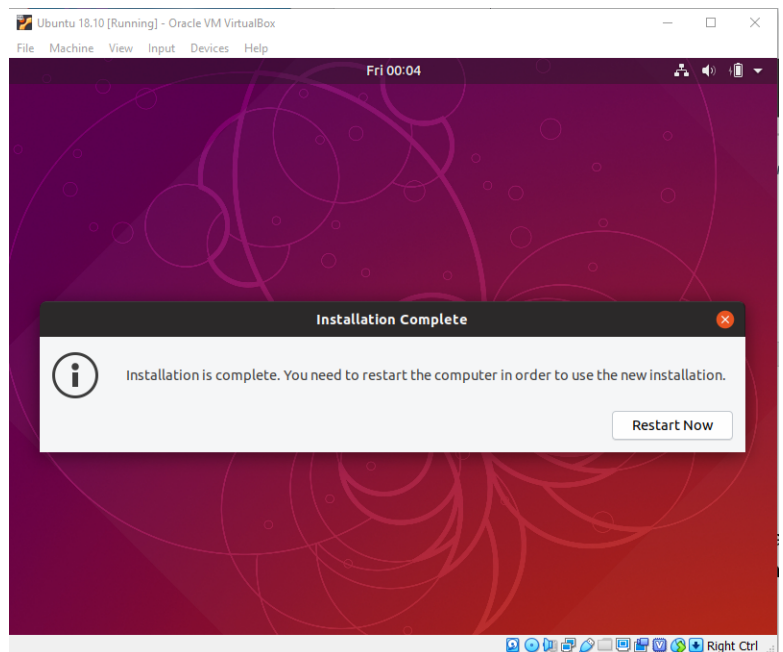 Ubuntu 18.10 [Running] - Oracle VM VirtualBox
File Machine View Input Devices Help
Fri 00:04
Installation Complete
Installation is complete. You need to restart the computer in order to use the new installation.
Restart Now
Right Ctrl